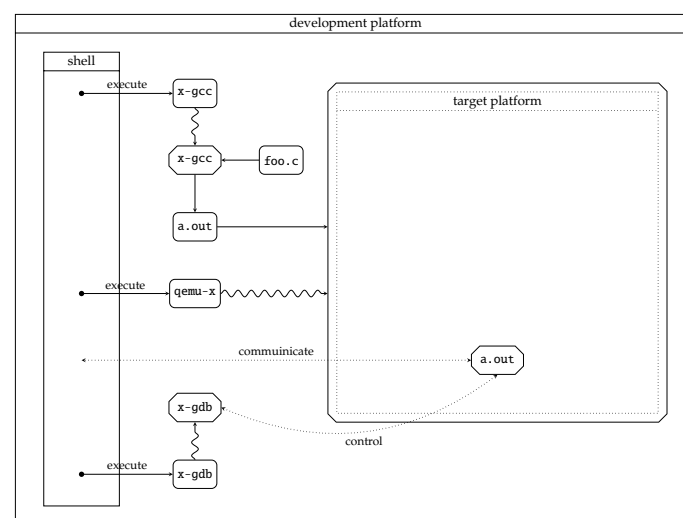 development platform
shell
execute
x-gcc
target platform
x-gcc
foo.c
a.out
execute
qemu-x
commuinicate
a.out
x-gdb
control
execute
x-gdb